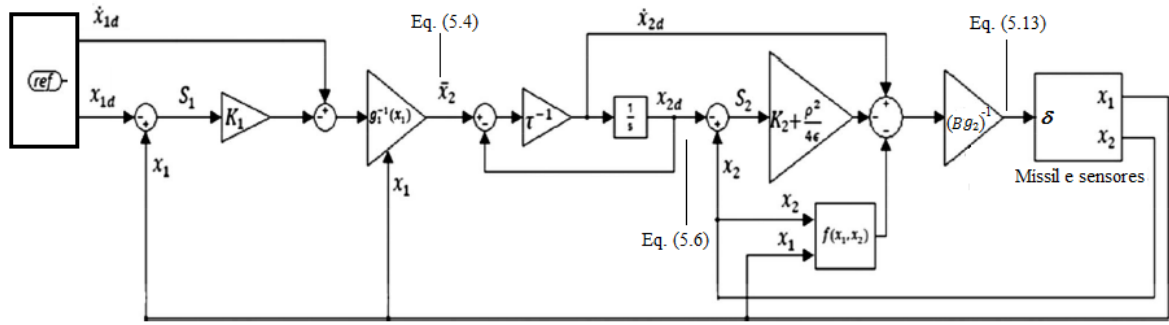 ẋ₁d
ref
x₁d
S₁
K₁
x₁
g₁⁻¹(x₁)
x₁
Eq. (5.4)
x̄₂
τ⁻¹
1/s
ẋ₂d
x₂d
Eq. (5.6)
S₂
x₂
K₂+ρ²/4ϵ
x₂
x₁
f(x₁,x₂)
(Bg₂)⁻¹
Eq. (5.13)
δ
x₁
x₂
Missil e sensores
- + - + + - - + + - -